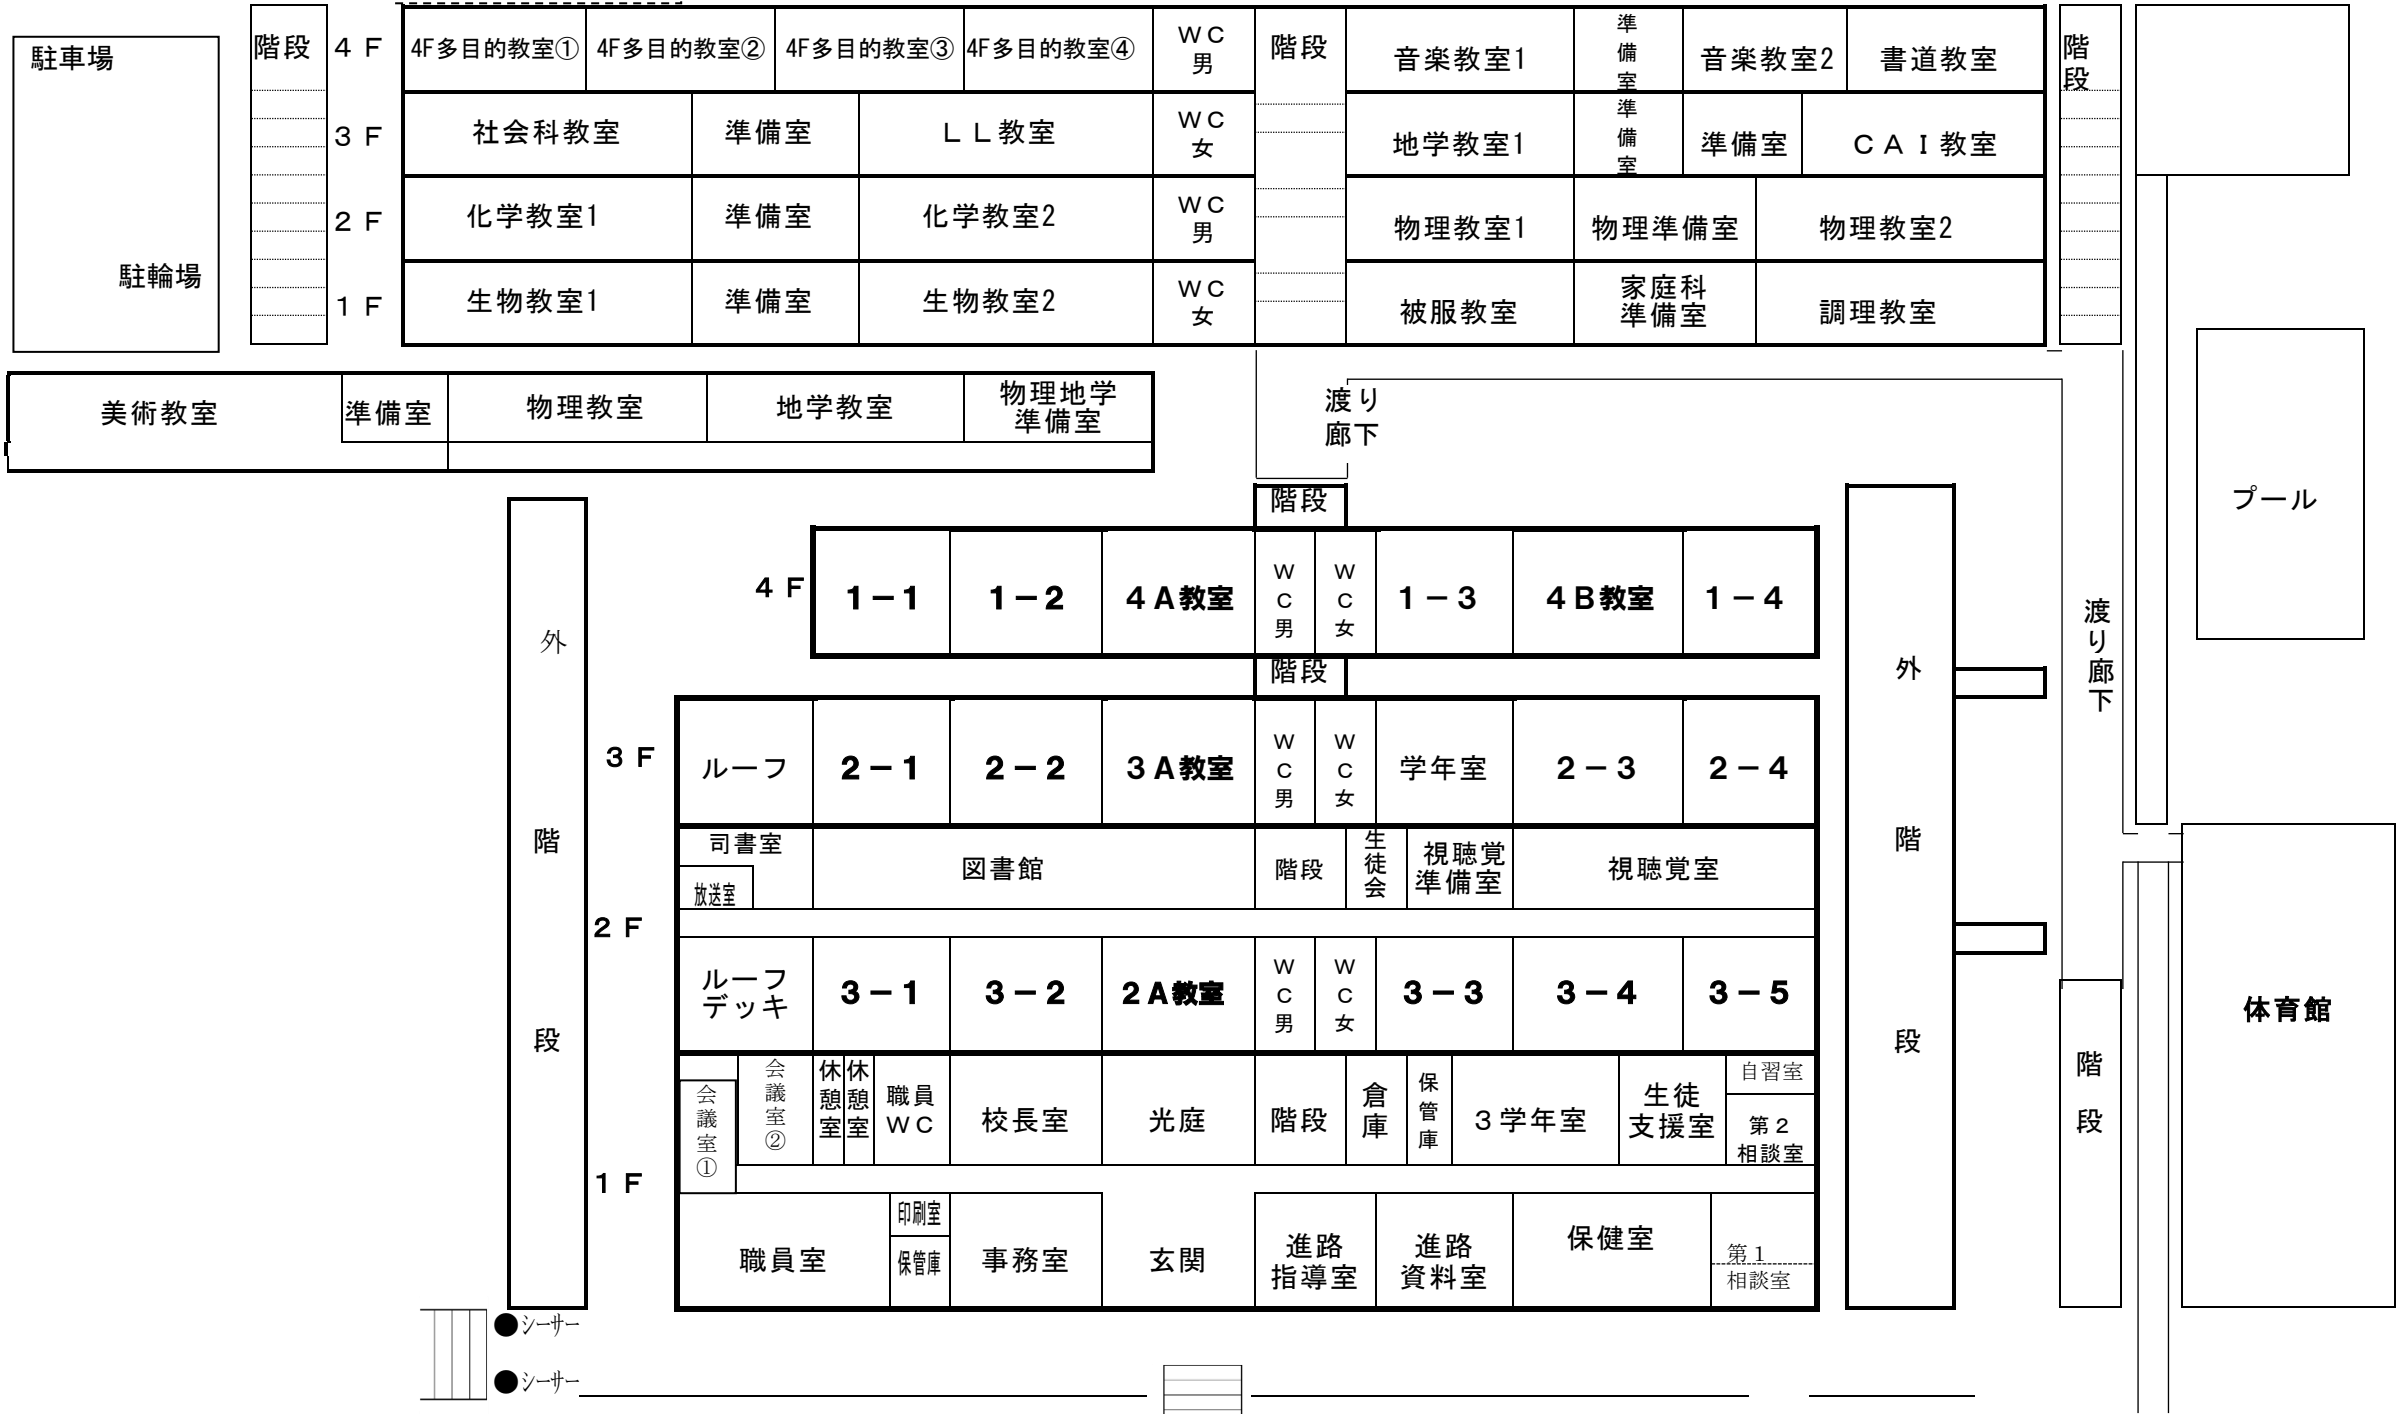 駐車場
駐輪場
階段
４Ｆ
4F多目的教室①
4F多目的教室②
4F多目的教室③
4F多目的教室④
ＷＣ
男
階段
音楽教室1
準
備
室
音楽教室2
書道教室
階
段
３Ｆ
社会科教室
準備室
ＬＬ教室
ＷＣ
女
地学教室1
準
備
室
準備室
ＣＡＩ教室
２Ｆ
化学教室1
準備室
化学教室2
ＷＣ
男
物理教室1
物理準備室
物理教室2
１Ｆ
生物教室1
準備室
生物教室2
ＷＣ
女
被服教室
家庭科
準備室
調理教室
美術教室
準備室
物理教室
地学教室
物理地学
準備室
渡り
廊下
プール
階段
外
階
段
４Ｆ
１－１
１－２
４Ａ教室
Ｗ
Ｃ
男
Ｗ
Ｃ
女
１－３
４Ｂ教室
１－４
外
階
段
渡
り
廊
下
階段
３Ｆ
ルーフ
２－１
２－２
３Ａ教室
Ｗ
Ｃ
男
Ｗ
Ｃ
女
学年室
２－３
２－４
２Ｆ
司書室
放送室
図書館
階段
生
徒
会
視聴覚
準備室
視聴覚室
ルーフ
デッキ
３－１
３－２
２Ａ教室
Ｗ
Ｃ
男
Ｗ
Ｃ
女
３－３
３－４
３－５
体育館
階
段
１Ｆ
会
議
室
①
会
議
室
②
休
憩
室
休
憩
室
職員
ＷＣ
校長室
光庭
階段
倉
庫
保
管
庫
３学年室
生徒
支援室
自習室
第２
相談室
職員室
印刷室
保管庫
事務室
玄関
進路
指導室
進路
資料室
保健室
第１
相談室
●シーサー
●シーサー